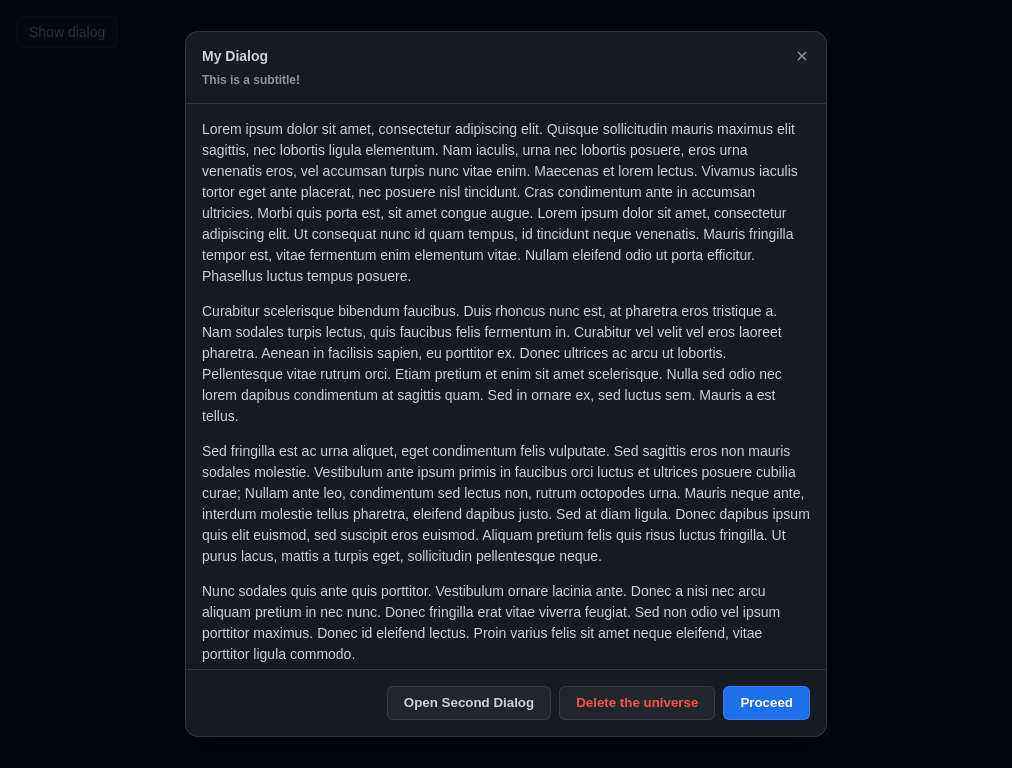 Show dialog
My Dialog
This is a subtitle!
Lorem ipsum dolor sit amet, consectetur adipiscing elit. Quisque sollicitudin mauris maximus elit
sagittis, nec lobortis ligula elementum. Nam iaculis, urna nec lobortis posuere, eros urna
venenatis eros, vel accumsan turpis nunc vitae enim. Maecenas et lorem lectus. Vivamus iaculis
tortor eget ante placerat, nec posuere nisl tincidunt. Cras condimentum ante in accumsan
ultricies. Morbi quis porta est, sit amet congue augue. Lorem ipsum dolor sit amet, consectetur
adipiscing elit. Ut consequat nunc id quam tempus, id tincidunt neque venenatis. Mauris fringilla
tempor est, vitae fermentum enim elementum vitae. Nullam eleifend odio ut porta efficitur.
Phasellus luctus tempus posuere.
Curabitur scelerisque bibendum faucibus. Duis rhoncus nunc est, at pharetra eros tristique a.
Nam sodales turpis lectus, quis faucibus felis fermentum in. Curabitur vel velit vel eros laoreet
pharetra. Aenean in facilisis sapien, eu porttitor ex. Donec ultrices ac arcu ut lobortis.
Pellentesque vitae rutrum orci. Etiam pretium et enim sit amet scelerisque. Nulla sed odio nec
lorem dapibus condimentum at sagittis quam. Sed in ornare ex, sed luctus sem. Mauris a est
tellus.
Sed fringilla est ac urna aliquet, eget condimentum felis vulputate. Sed sagittis eros non mauris
sodales molestie. Vestibulum ante ipsum primis in faucibus orci luctus et ultrices posuere cubilia
curae; Nullam ante leo, condimentum sed lectus non, rutrum octopodes urna. Mauris neque ante,
interdum molestie tellus pharetra, eleifend dapibus justo. Sed at diam ligula. Donec dapibus ipsum
quis elit euismod, sed suscipit eros euismod. Aliquam pretium felis quis risus luctus fringilla. Ut
purus lacus, mattis a turpis eget, sollicitudin pellentesque neque.
Nunc sodales quis ante quis porttitor. Vestibulum ornare lacinia ante. Donec a nisi nec arcu
aliquam pretium in nec nunc. Donec fringilla erat vitae viverra feugiat. Sed non odio vel ipsum
porttitor maximus. Donec id eleifend lectus. Proin varius felis sit amet neque eleifend, vitae
porttitor ligula commodo.
Open Second Dialog
Delete the universe
Proceed